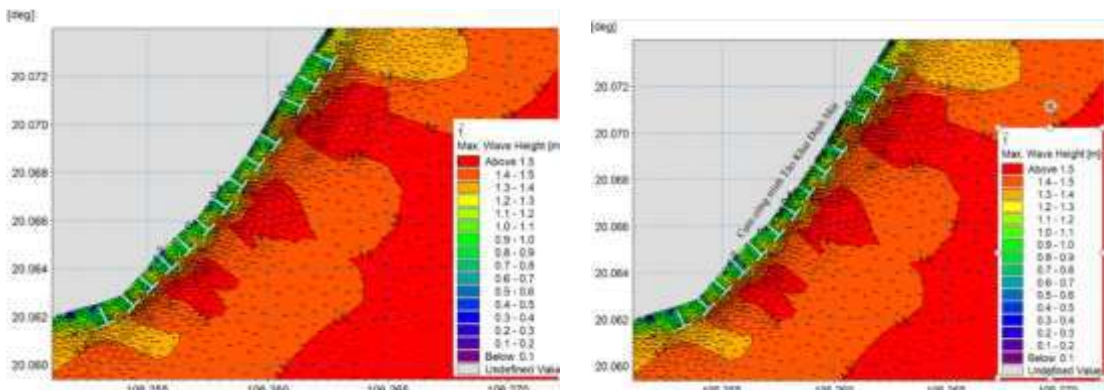 [deg]
20.072
20.070
20.068
20.066
20.064
20.062
20.060
Max. Wave Height [m]
Above 1.5
1.4 - 1.5
1.3 - 1.4
1.2 - 1.3
1.1 - 1.2
1.0 - 1.1
0.9 - 1.0
0.8 - 0.9
0.7 - 0.8
0.6 - 0.7
0.5 - 0.6
0.4 - 0.5
0.3 - 0.4
0.2 - 0.3
0.1 - 0.2
Below 0.1
Undefined Value
[deg]
20.072
20.070
20.068
20.066
20.064
20.062
20.060
Cụm công trình
Max. Wave Height [m]
Above 1.5
1.4 - 1.5
1.3 - 1.4
1.2 - 1.3
1.1 - 1.2
1.0 - 1.1
0.9 - 1.0
0.8 - 0.9
0.7 - 0.8
0.6 - 0.7
0.5 - 0.6
0.4 - 0.5
0.3 - 0.4
0.2 - 0.3
0.1 - 0.2
Below 0.1
Undefined Value